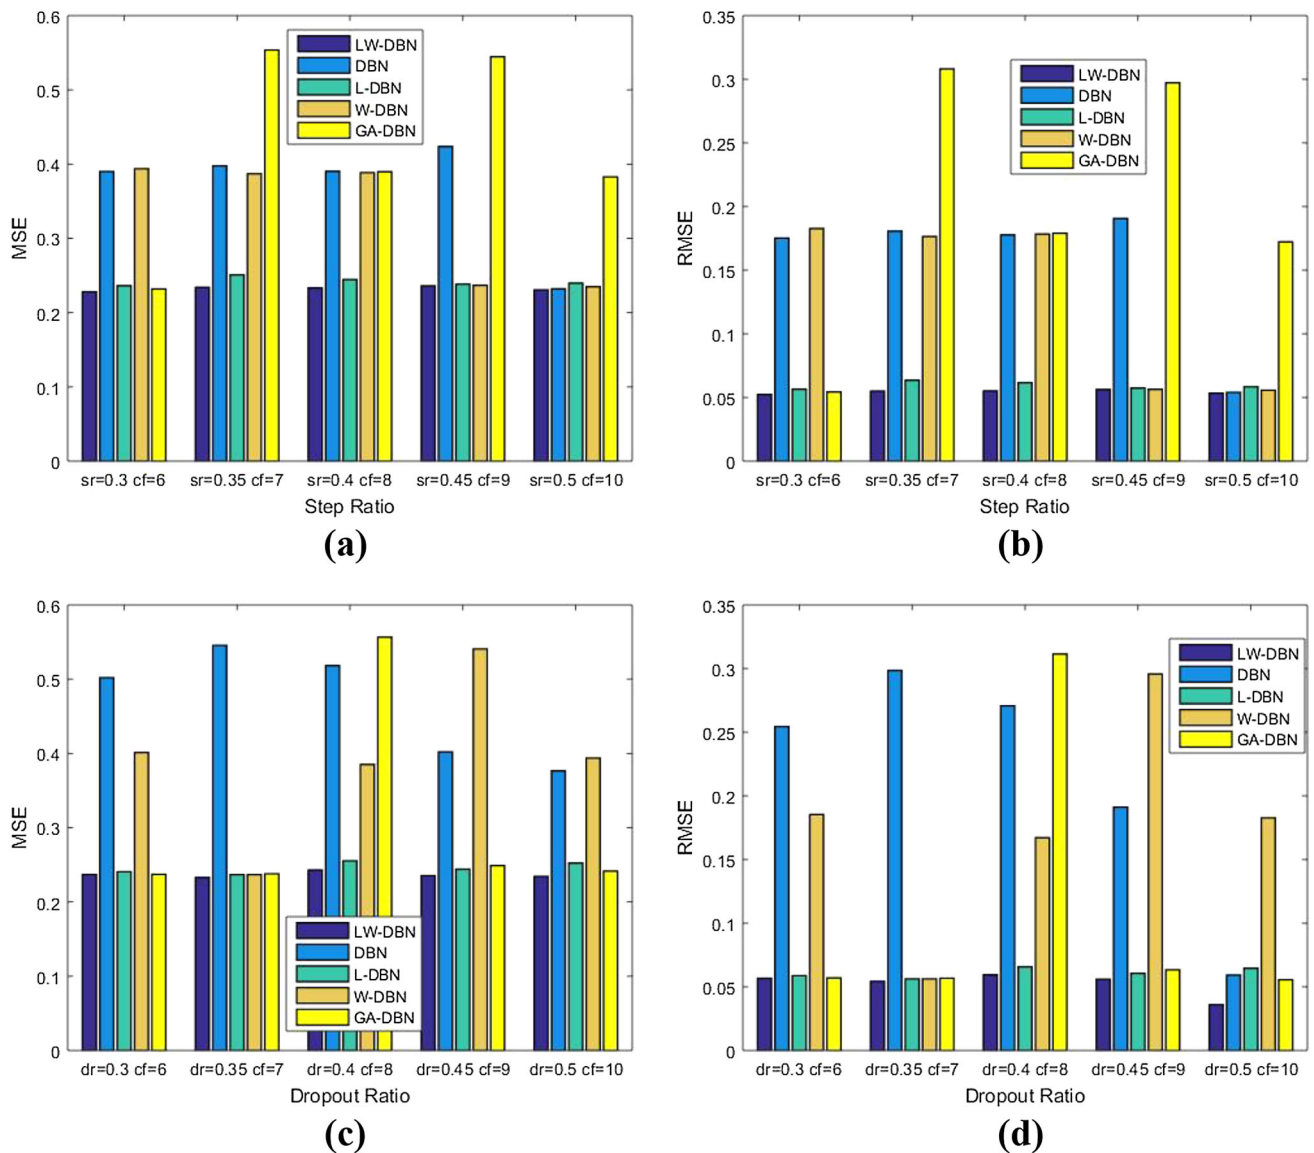 0.6
0.5
0.4
0.3
0.2
0.1
0
MSE
LW-DBN
DBN
L-DBN
W-DBN
GA-DBN
sr=0.3 cf=6
sr=0.35 cf=7
sr=0.4 cf=8
sr=0.45 cf=9
sr=0.5 cf=10
Step Ratio
(a)
0.35
0.3
0.25
0.2
0.15
0.1
0.05
0
RMSE
LW-DBN
DBN
L-DBN
W-DBN
GA-DBN
sr=0.3 cf=6
sr=0.35 cf=7
sr=0.4 cf=8
sr=0.45 cf=9
sr=0.5 cf=10
Step Ratio
(b)
0.6
0.5
0.4
0.3
0.2
0.1
0
MSE
LW-DBN
DBN
L-DBN
W-DBN
GA-DBN
dr=0.3 cf=6
dr=0.35 cf=7
dr=0.4 cf=8
dr=0.45 cf=9
dr=0.5 cf=10
Dropout Ratio
(c)
0.35
0.3
0.25
0.2
0.15
0.1
0.05
0
RMSE
LW-DBN
DBN
L-DBN
W-DBN
GA-DBN
dr=0.3 cf=6
dr=0.35 cf=7
dr=0.4 cf=8
dr=0.45 cf=9
dr=0.5 cf=10
Dropout Ratio
(d)